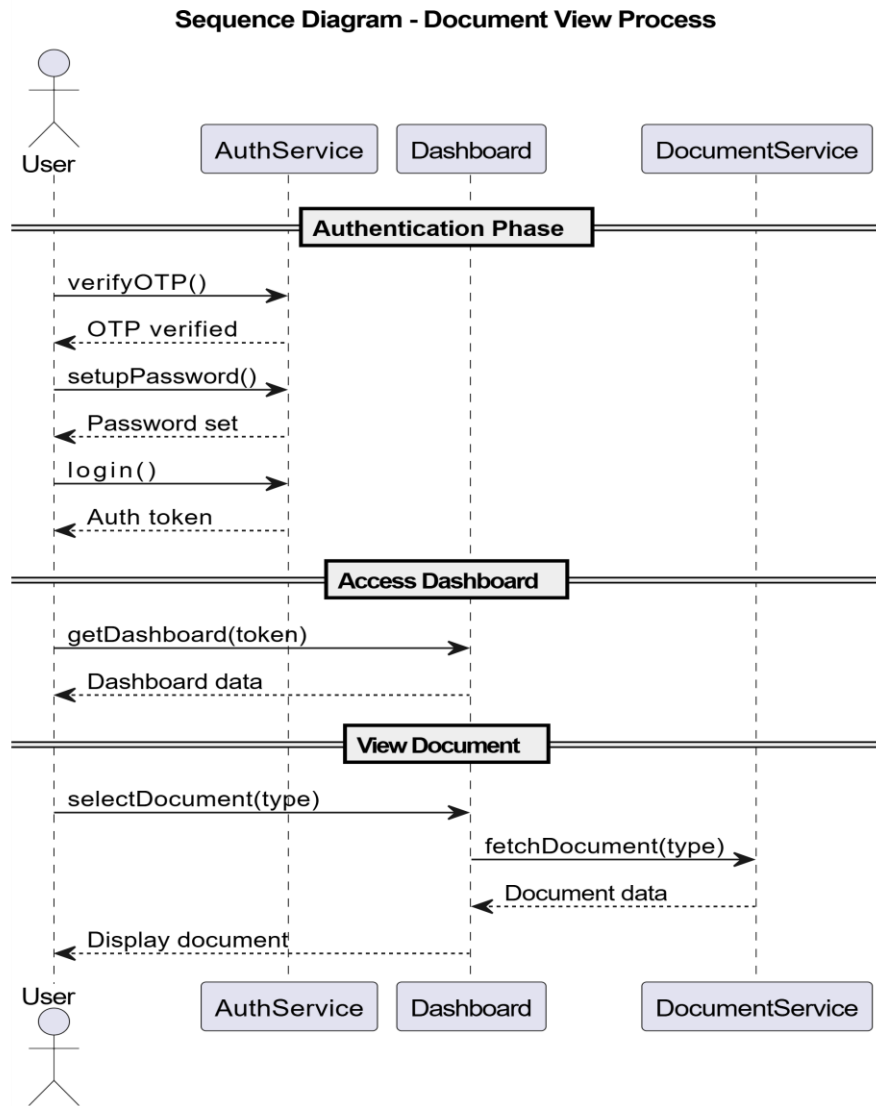 Sequence Diagram - Document View Process
User
AuthService
Dashboard
DocumentService
Authentication Phase
verifyOTP()
OTP verified
setupPassword()
Password set
login()
Auth token
Access Dashboard
getDashboard(token)
Dashboard data
View Document
selectDocument(type)
fetchDocument(type)
Document data
Display document
User
AuthService
Dashboard
DocumentService